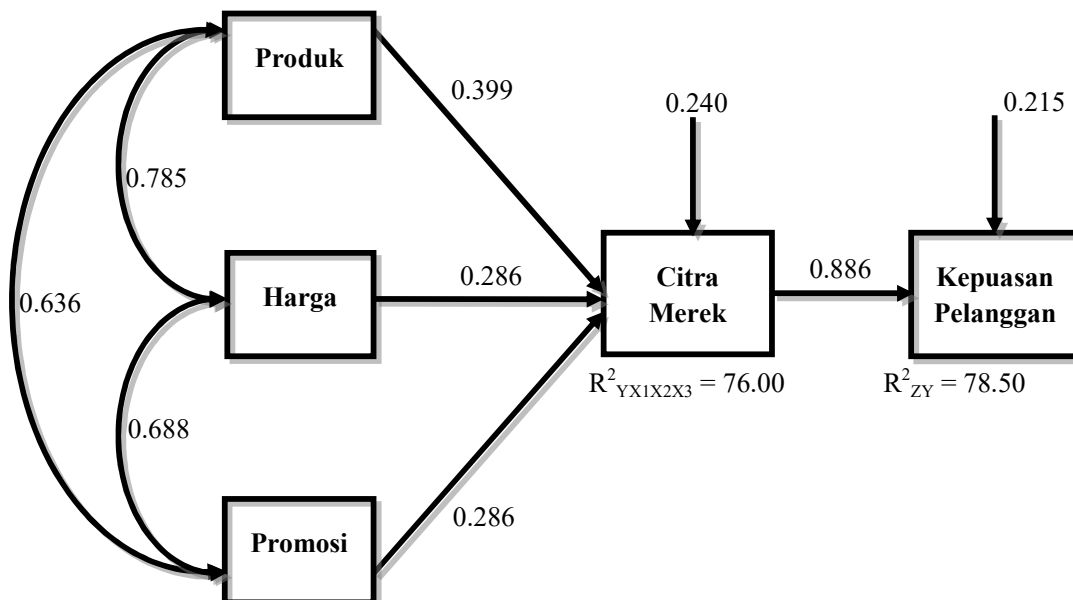 Produk
0.399
0.240
0.215
0.785
Harga
0.286
Citra
Merek
0.886
Kepuasan
Pelanggan
0.636
R²YX1X2X3 = 76.00
R²ZY = 78.50
0.688
0.286
Promosi